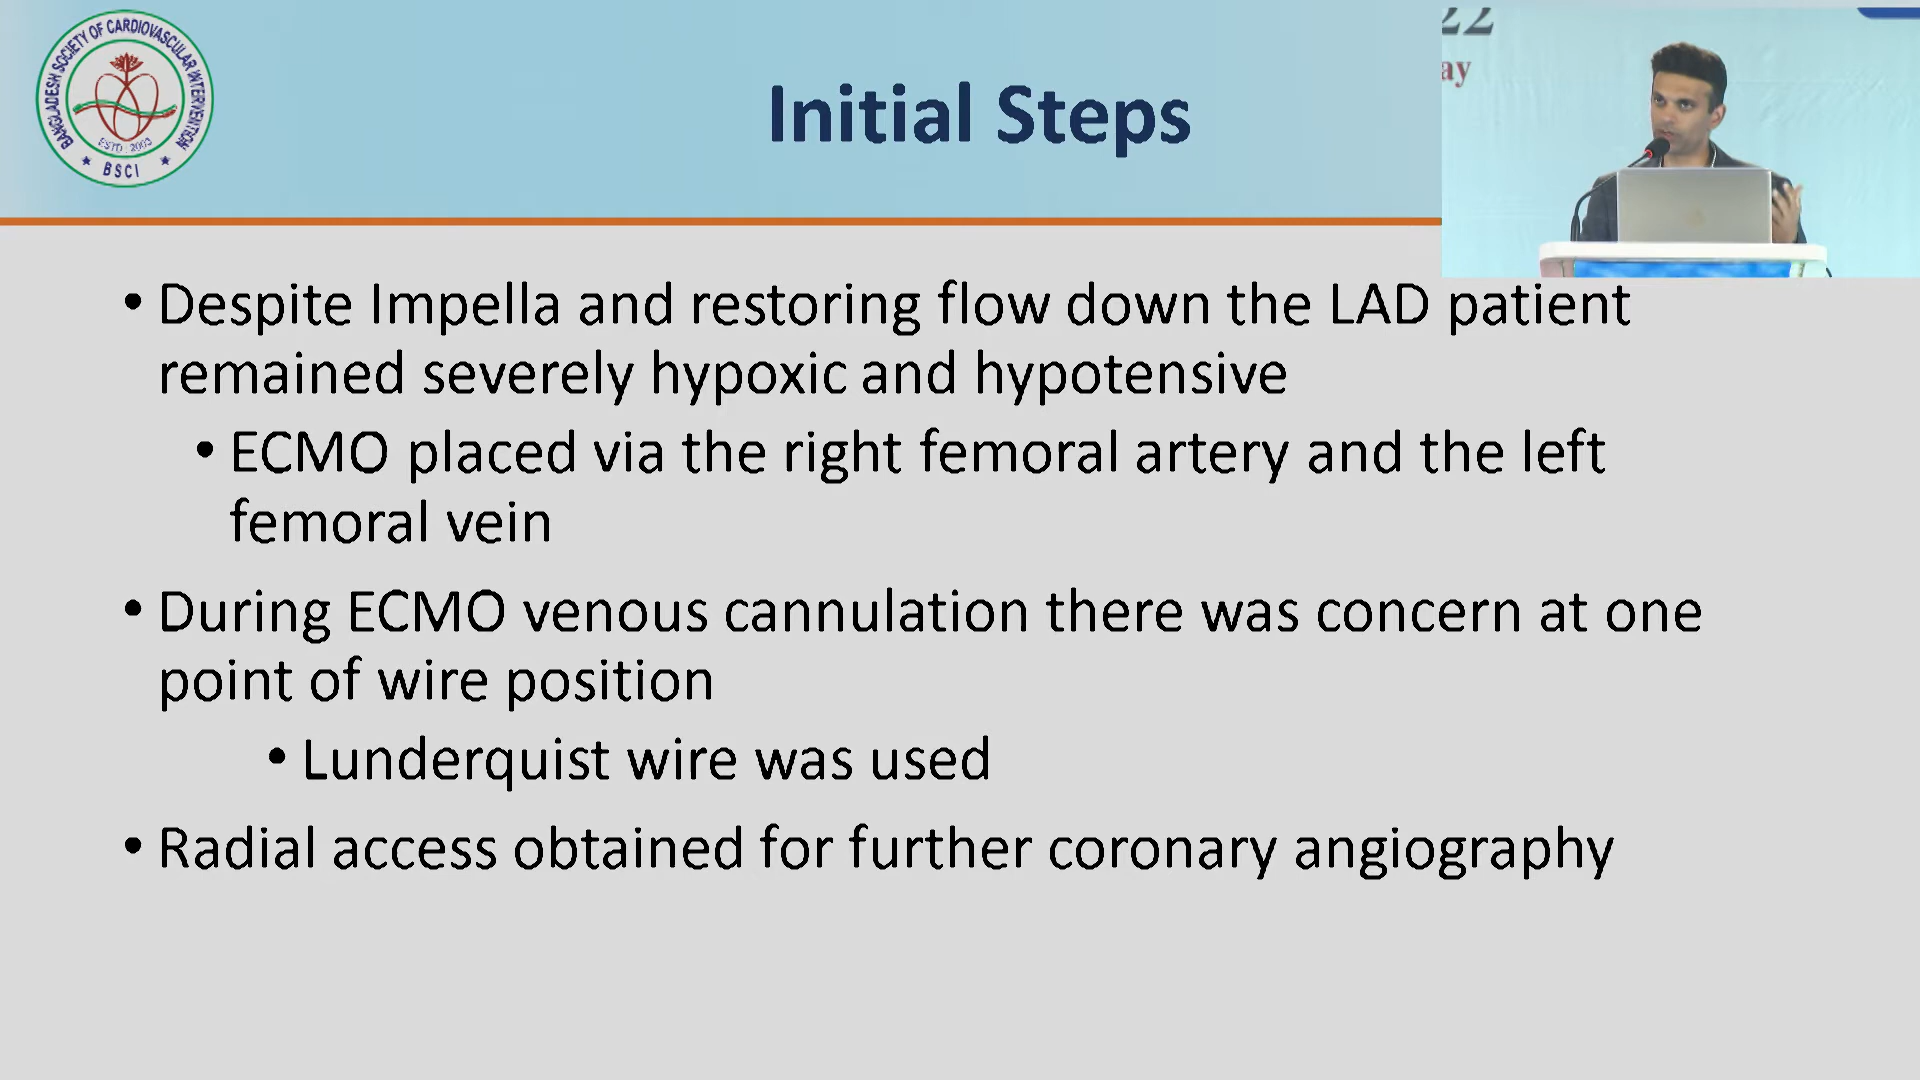 BANGLADESH SOCIETY OF CARDIOVASCULAR INTERVENTION
ESTD : 2003
BSCI
Initial Steps
22
ay
• Despite Impella and restoring flow down the LAD patient
remained severely hypoxic and hypotensive
• ECMO placed via the right femoral artery and the left
femoral vein
• During ECMO venous cannulation there was concern at one
point of wire position
• Lunderquist wire was used
• Radial access obtained for further coronary angiography